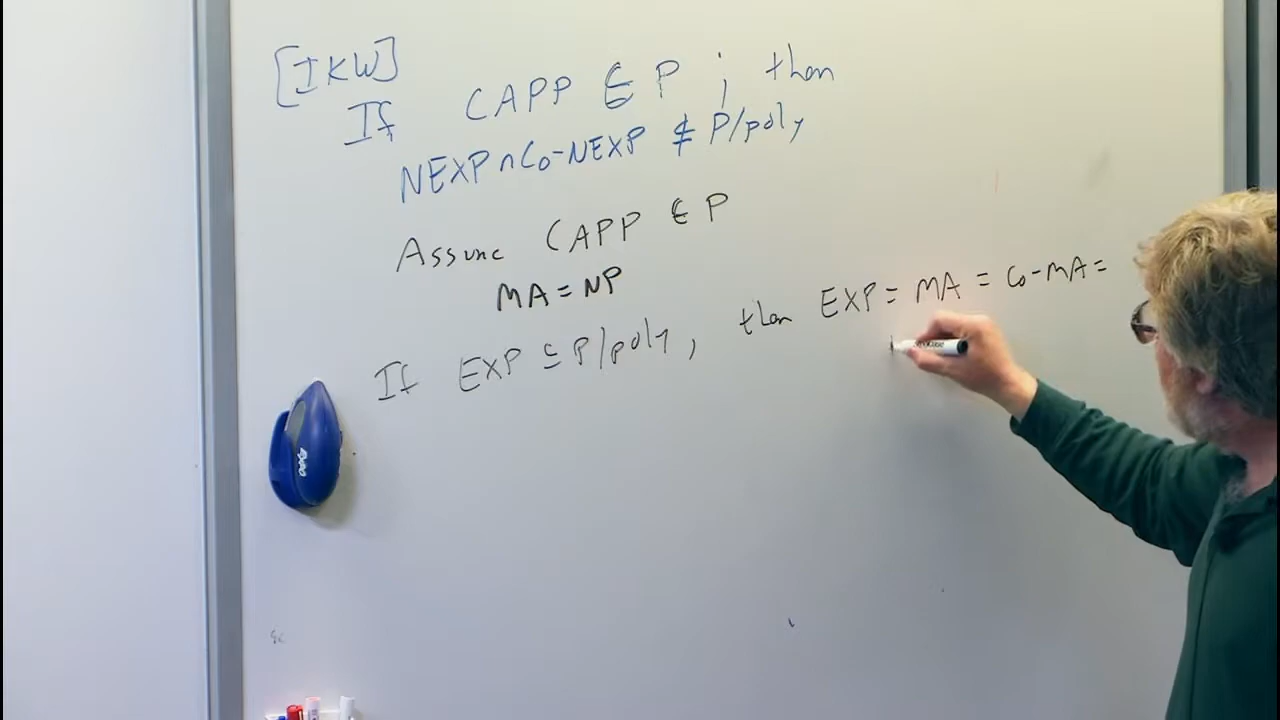 [IKW]
If CAPP ∈ P ; then
NEXP ∩ Co-NEXP ⊄ P/poly
Assume CAPP ∈ P
MA = NP
If EXP ⊆ P/poly, then EXP = MA = Co-MA =
EXPO